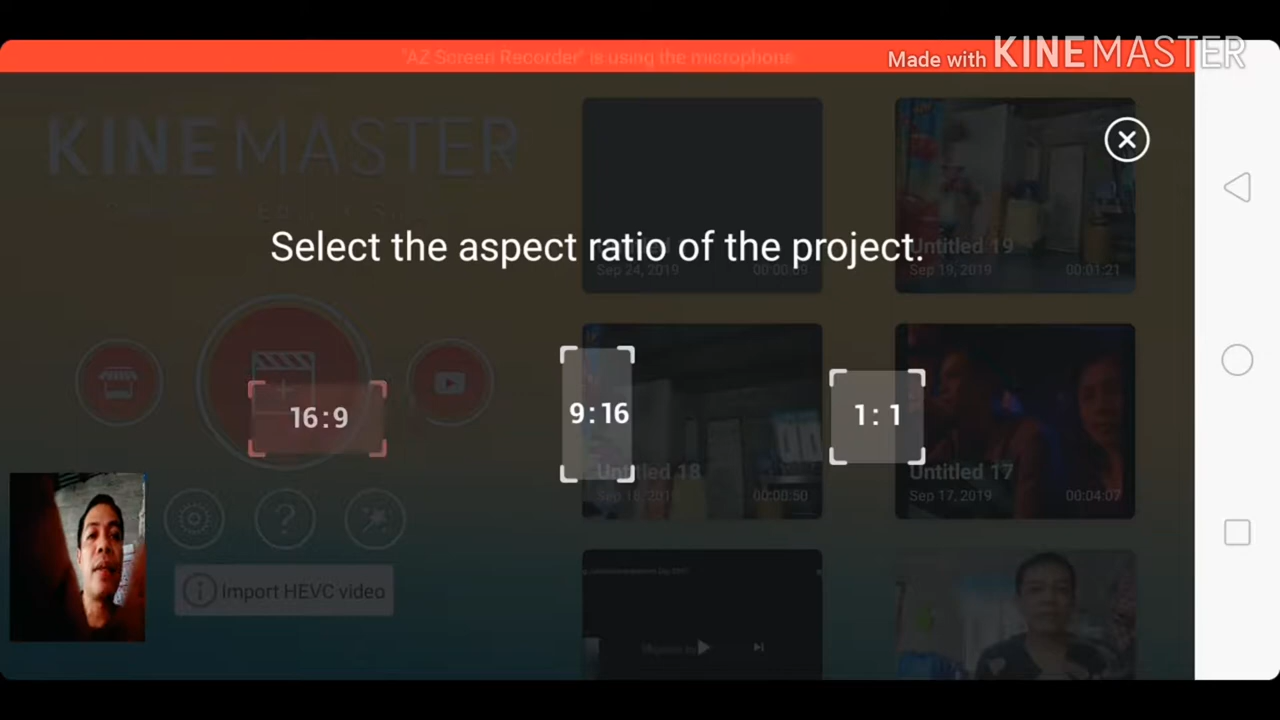 "AZ Screen Recorder" is using the microphone.
Made with KINEMASTER
KINEMASTER
Select the aspect ratio of the project.
Sep 24, 2019
Untitled 19
Sep 19, 2019 00:01:21
16:9
9:16
1:1
Untitled 18
00:00:50
Untitled 17
Sep 17, 2019 00:04:07
Import HEVC video
?